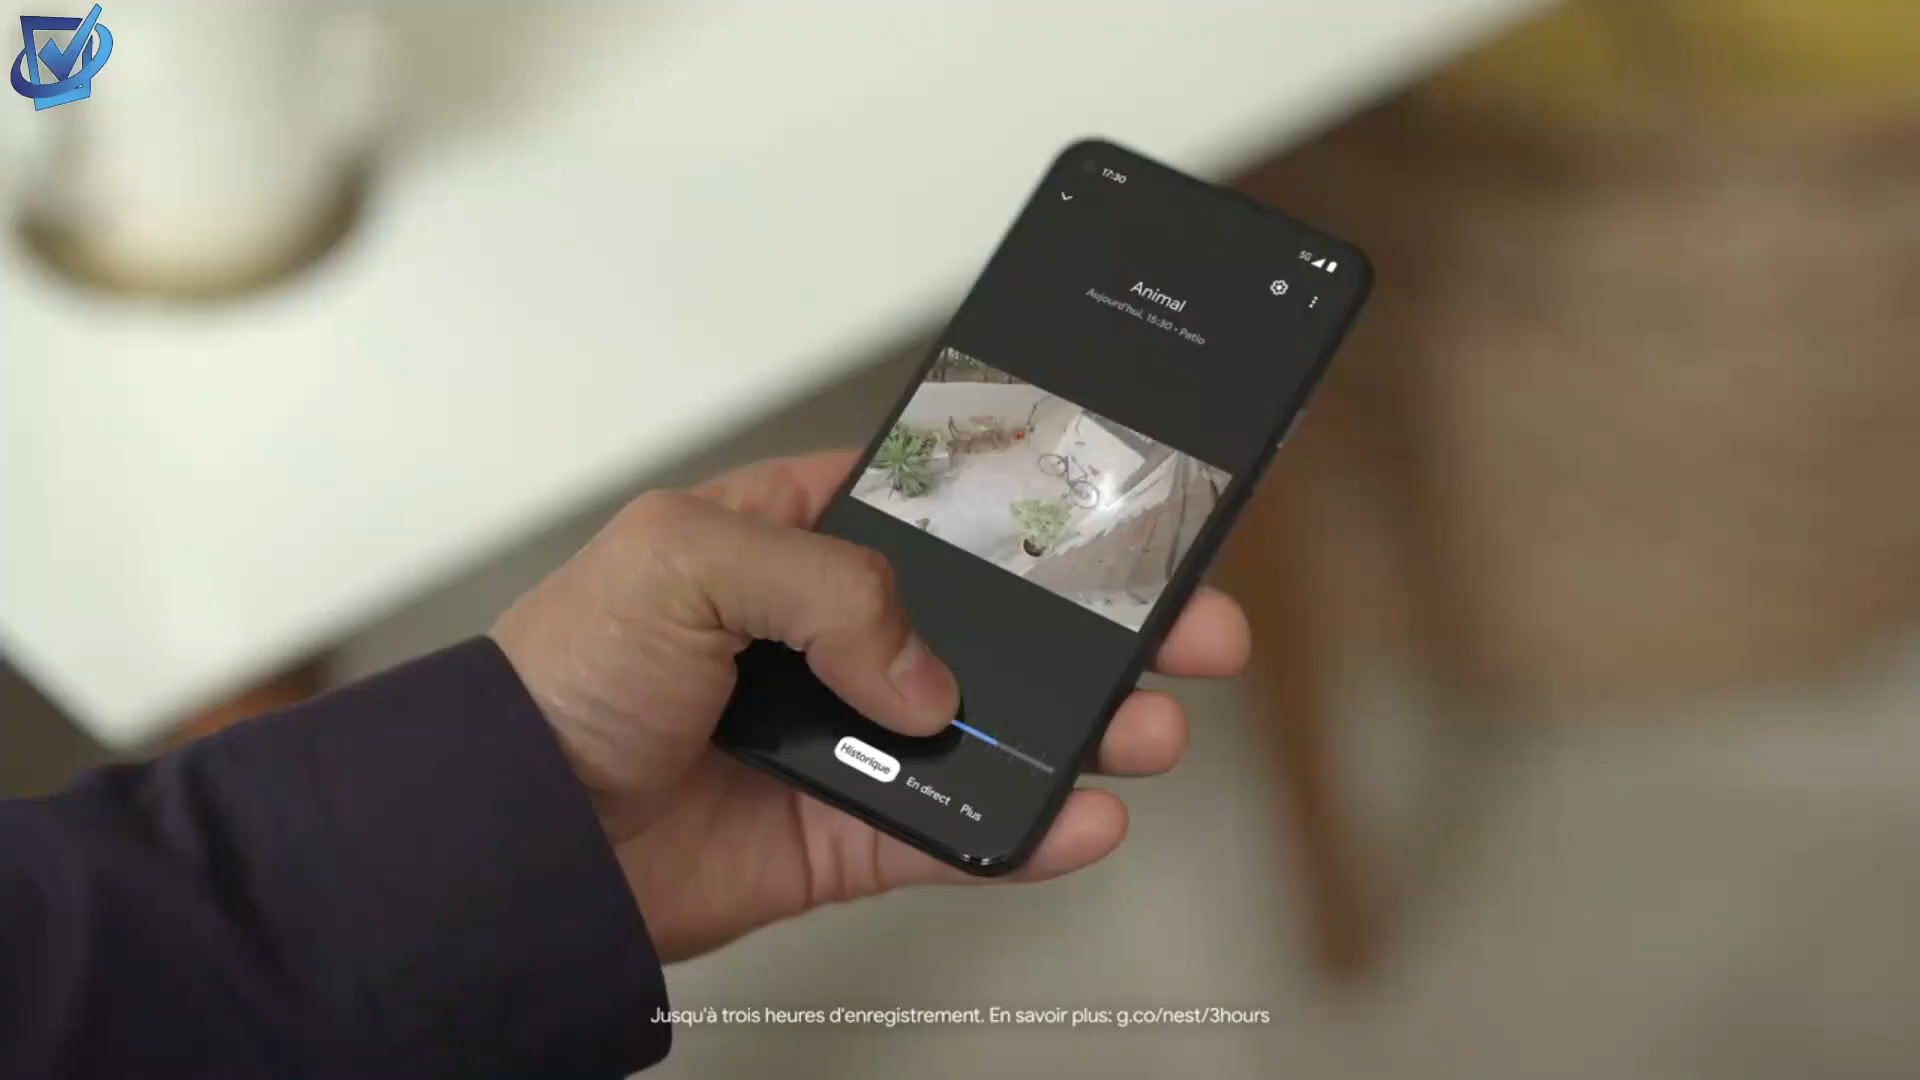 17:30
5G
Animal
Aujourd'hui, 15:30 • Patio
Historique
En direct
Plus
Jusqu'à trois heures d'enregistrement. En savoir plus: g.co/nest/3hours